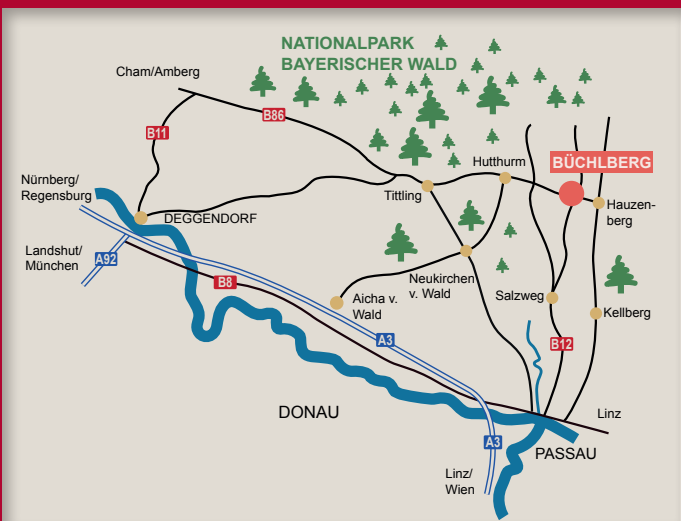 NATIONALPARK
BAYERISCHER WALD
Cham/Amberg
B86
B11
BÜCHLBERG
Hutthurm
Nürnberg/
Regensburg
Tittling
Hauzen-
berg
DEGGENDORF
Landshut/
München
A92
B8
Neukirchen
v. Wald
Aicha v.
Wald
Salzweg
Kellberg
A3
B12
DONAU
Linz
A3
PASSAU
Linz/
Wien